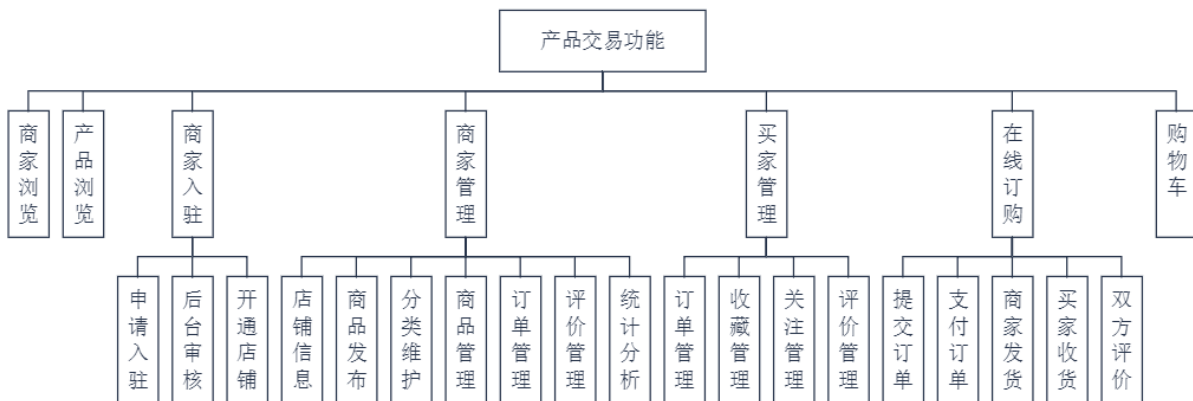 产品交易功能
商家浏览
产品浏览
商家入驻
商家管理
买家管理
在线订购
购物车
申请入驻
后台审核
开通店铺
店铺信息
商品发布
分类维护
商品管理
订单管理
评价管理
统计分析
订单管理
收藏管理
关注管理
评价管理
提交订单
支付订单
商家发货
买家收货
双方评价